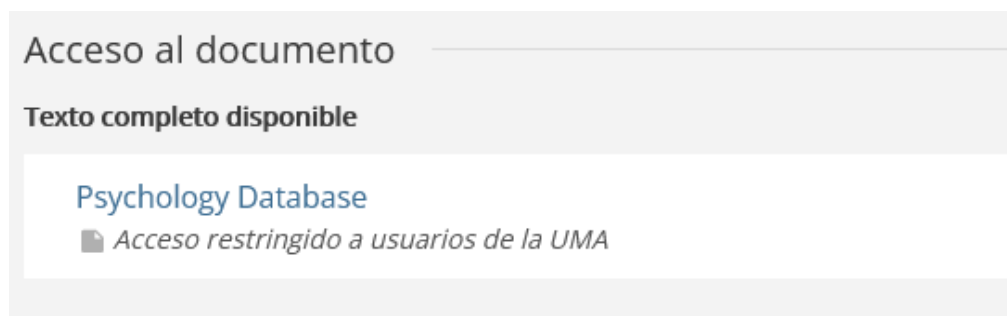 Acceso al documento
Texto completo disponible
Psychology Database
Acceso restringido a usuarios de la UMA